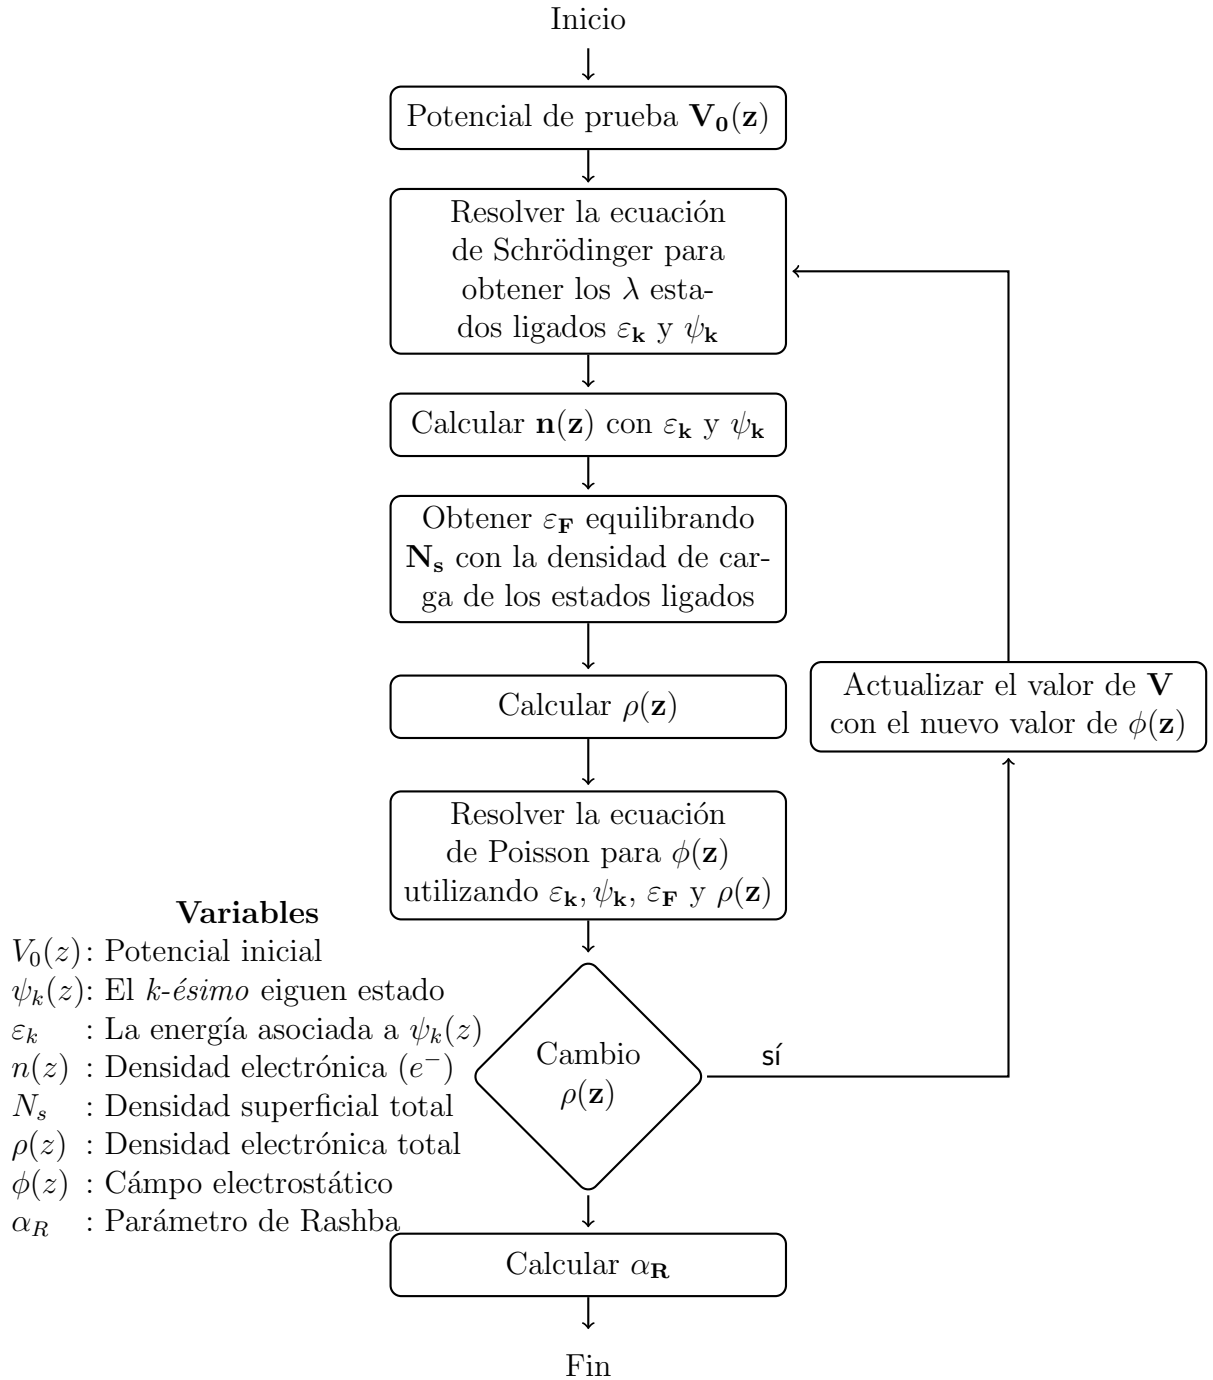 Inicio
Potencial de prueba V₀(z)
Resolver la ecuación
de Schrödinger para
obtener los λ esta-
dos ligados εₖ y ψₖ
Calcular n(z) con εₖ y ψₖ
Obtener ε_F equilibrando
Nₛ con la densidad de car-
ga de los estados ligados
Calcular ρ(z)
Resolver la ecuación
de Poisson para ϕ(z)
utilizando εₖ, ψₖ, ε_F y ρ(z)
Cambio
ρ(z)
sí
Actualizar el valor de V
con el nuevo valor de ϕ(z)
Calcular α_R
Fin
Variables
V₀(z): Potencial inicial
ψₖ(z): El k-ésimo eiguen estado
εₖ : La energía asociada a ψₖ(z)
n(z) : Densidad electrónica (e⁻)
Nₛ : Densidad superficial total
ρ(z) : Densidad electrónica total
ϕ(z) : Cámpo electrostático
α_R : Parámetro de Rashba